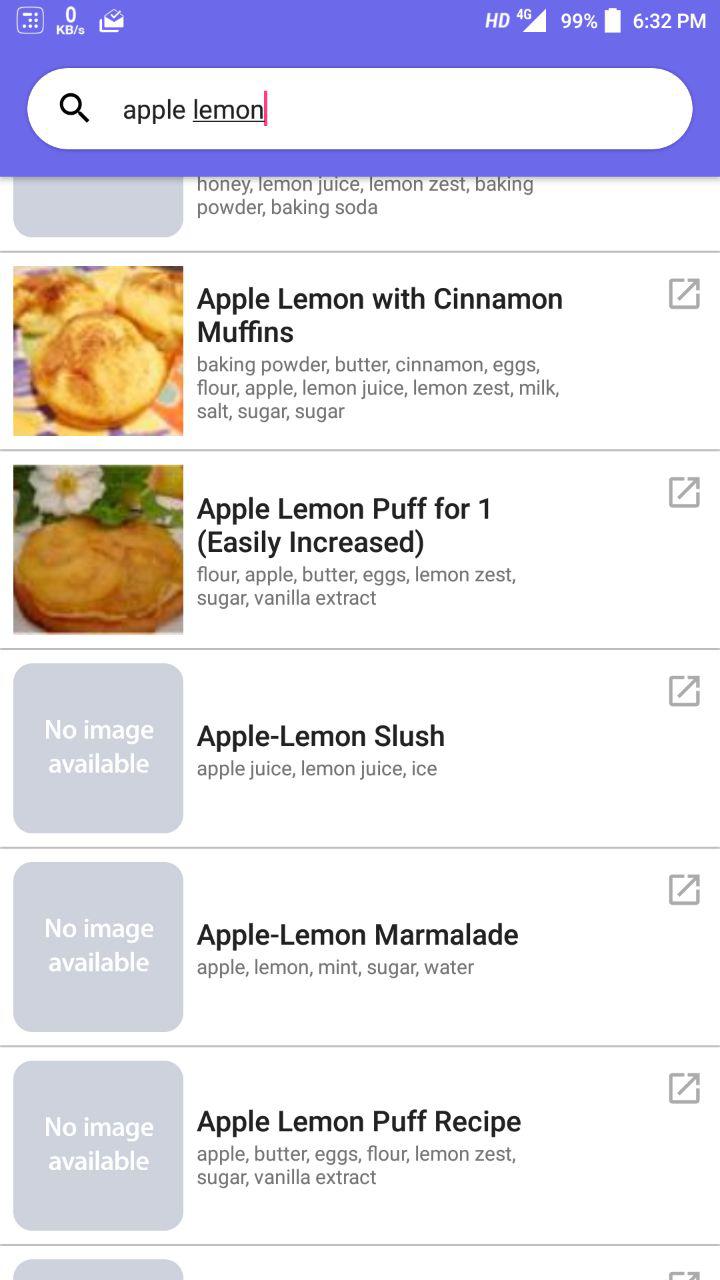 0
KB/s
HD 4G 99% 6:32 PM
apple lemon
honey, lemon juice, lemon zest, baking
powder, baking soda
Apple Lemon with Cinnamon
Muffins
baking powder, butter, cinnamon, eggs,
flour, apple, lemon juice, lemon zest, milk,
salt, sugar, sugar
Apple Lemon Puff for 1
(Easily Increased)
flour, apple, butter, eggs, lemon zest,
sugar, vanilla extract
No image
available
Apple-Lemon Slush
apple juice, lemon juice, ice
No image
available
Apple-Lemon Marmalade
apple, lemon, mint, sugar, water
No image
available
Apple Lemon Puff Recipe
apple, butter, eggs, flour, lemon zest,
sugar, vanilla extract